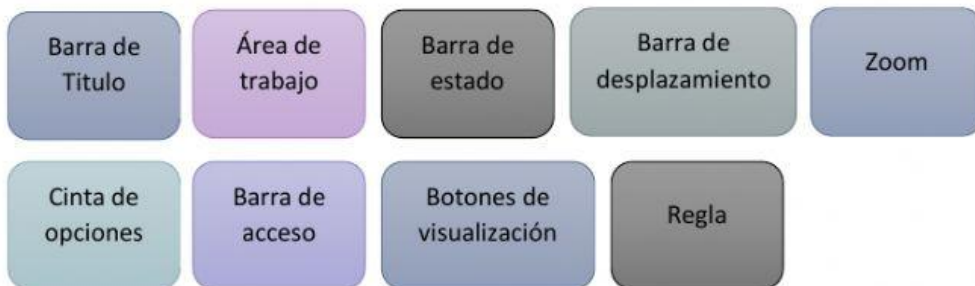 Barra de
Titulo
Área de
trabajo
Barra de
estado
Barra de
desplazamiento
Zoom
Cinta de
opciones
Barra de
acceso
Botones de
visualización
Regla